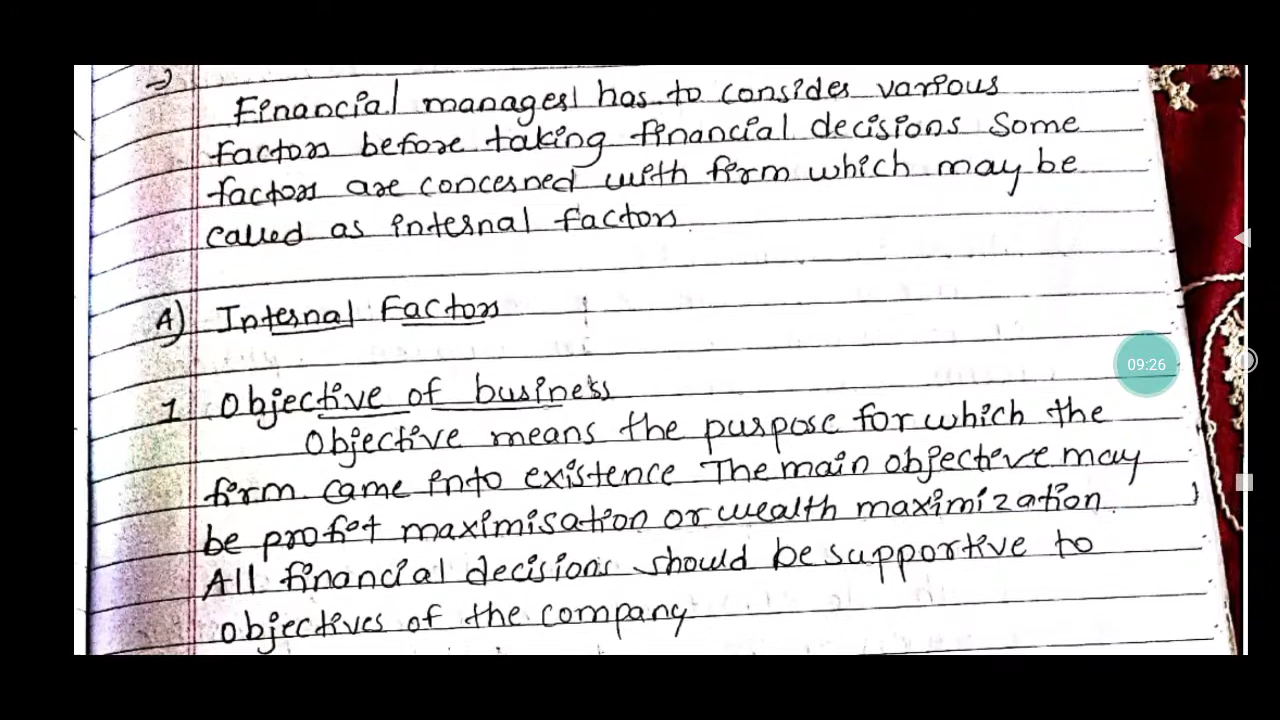 → Financial manager has to consider various
factors before taking financial decisions Some
factors are concerned with firm which may be
called as internal factors.
A) Internal Factors
1 Objective of business
Objective means the purpose for which the
firm came into existence The main objective may
be profit maximisation or wealth maximization.
All financial decisions should be supportive to
objectives of the company
09:26